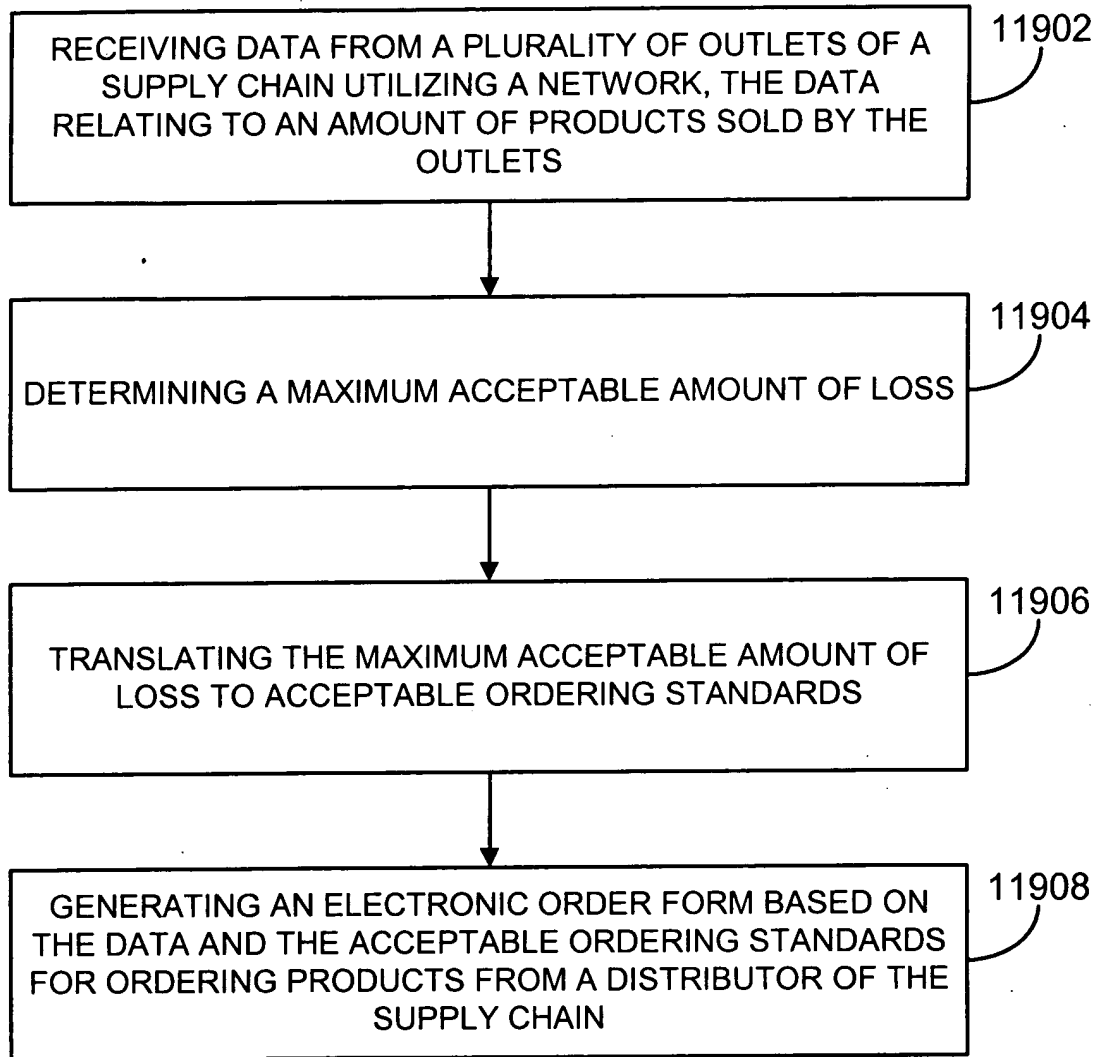 RECEIVING DATA FROM A PLURALITY OF OUTLETS OF A
SUPPLY CHAIN UTILIZING A NETWORK, THE DATA
RELATING TO AN AMOUNT OF PRODUCTS SOLD BY THE
OUTLETS
11902
DETERMINING A MAXIMUM ACCEPTABLE AMOUNT OF LOSS
11904
TRANSLATING THE MAXIMUM ACCEPTABLE AMOUNT OF
LOSS TO ACCEPTABLE ORDERING STANDARDS
11906
GENERATING AN ELECTRONIC ORDER FORM BASED ON
THE DATA AND THE ACCEPTABLE ORDERING STANDARDS
FOR ORDERING PRODUCTS FROM A DISTRIBUTOR OF THE
SUPPLY CHAIN
11908